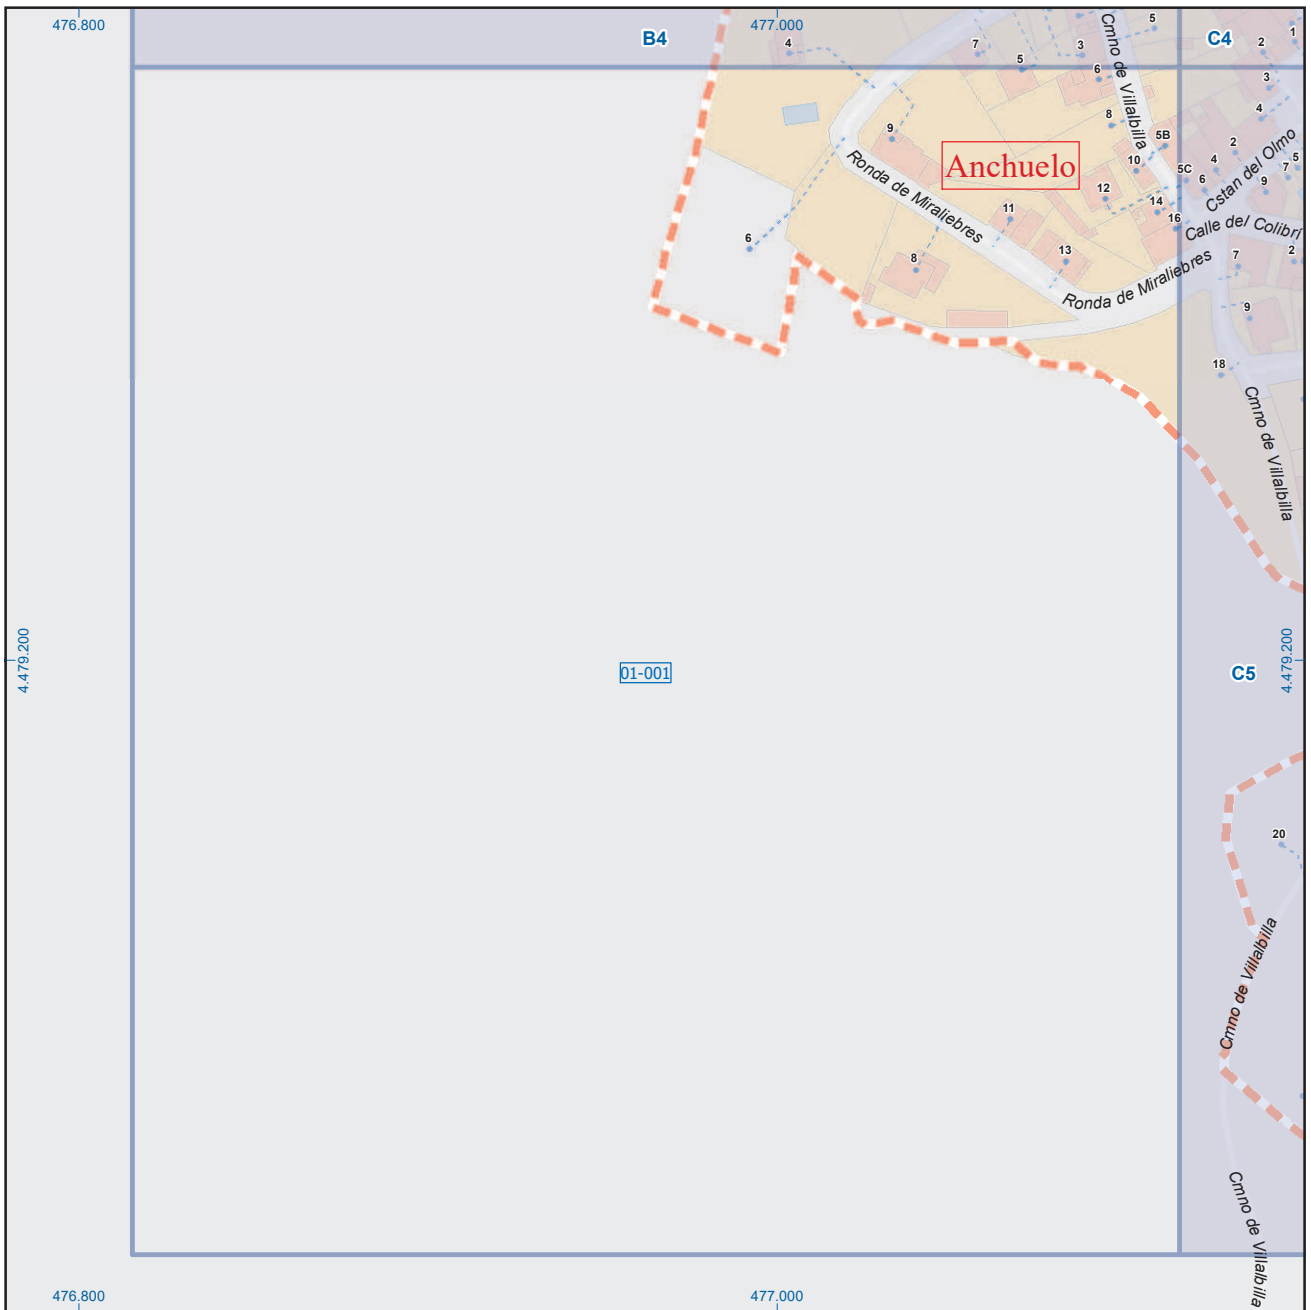 476.800
477.000
B4
C4
4
7
5
3
6
5
2
1
3
4
Cmno de Villalbilla
8
9
5B
10
2
Cstan del Olmo
Anchuelo
Ronda de Miraliebres
5C
4
6
7
5
9
12
14
16
11
13
6
8
Calle del Colibrí
Ronda de Miraliebres
7
2
9
18
Cmno de Villalbilla
4.479.200
4.479.200
01-001
C5
20
Cmno de Villalbilla
Cmno de Villalbilla
476.800
477.000